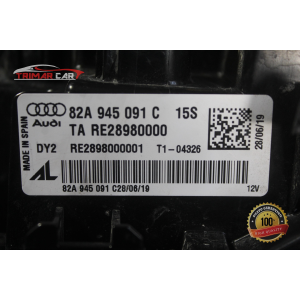 TRIMAR CAR
Audi
82A 945 091 C 15S
TA RE28980000
DY2 RE2898000001 T1-04326
MADE IN SPAIN
28/06/19
AL
82A 945 091 C28/06/19
12V
100